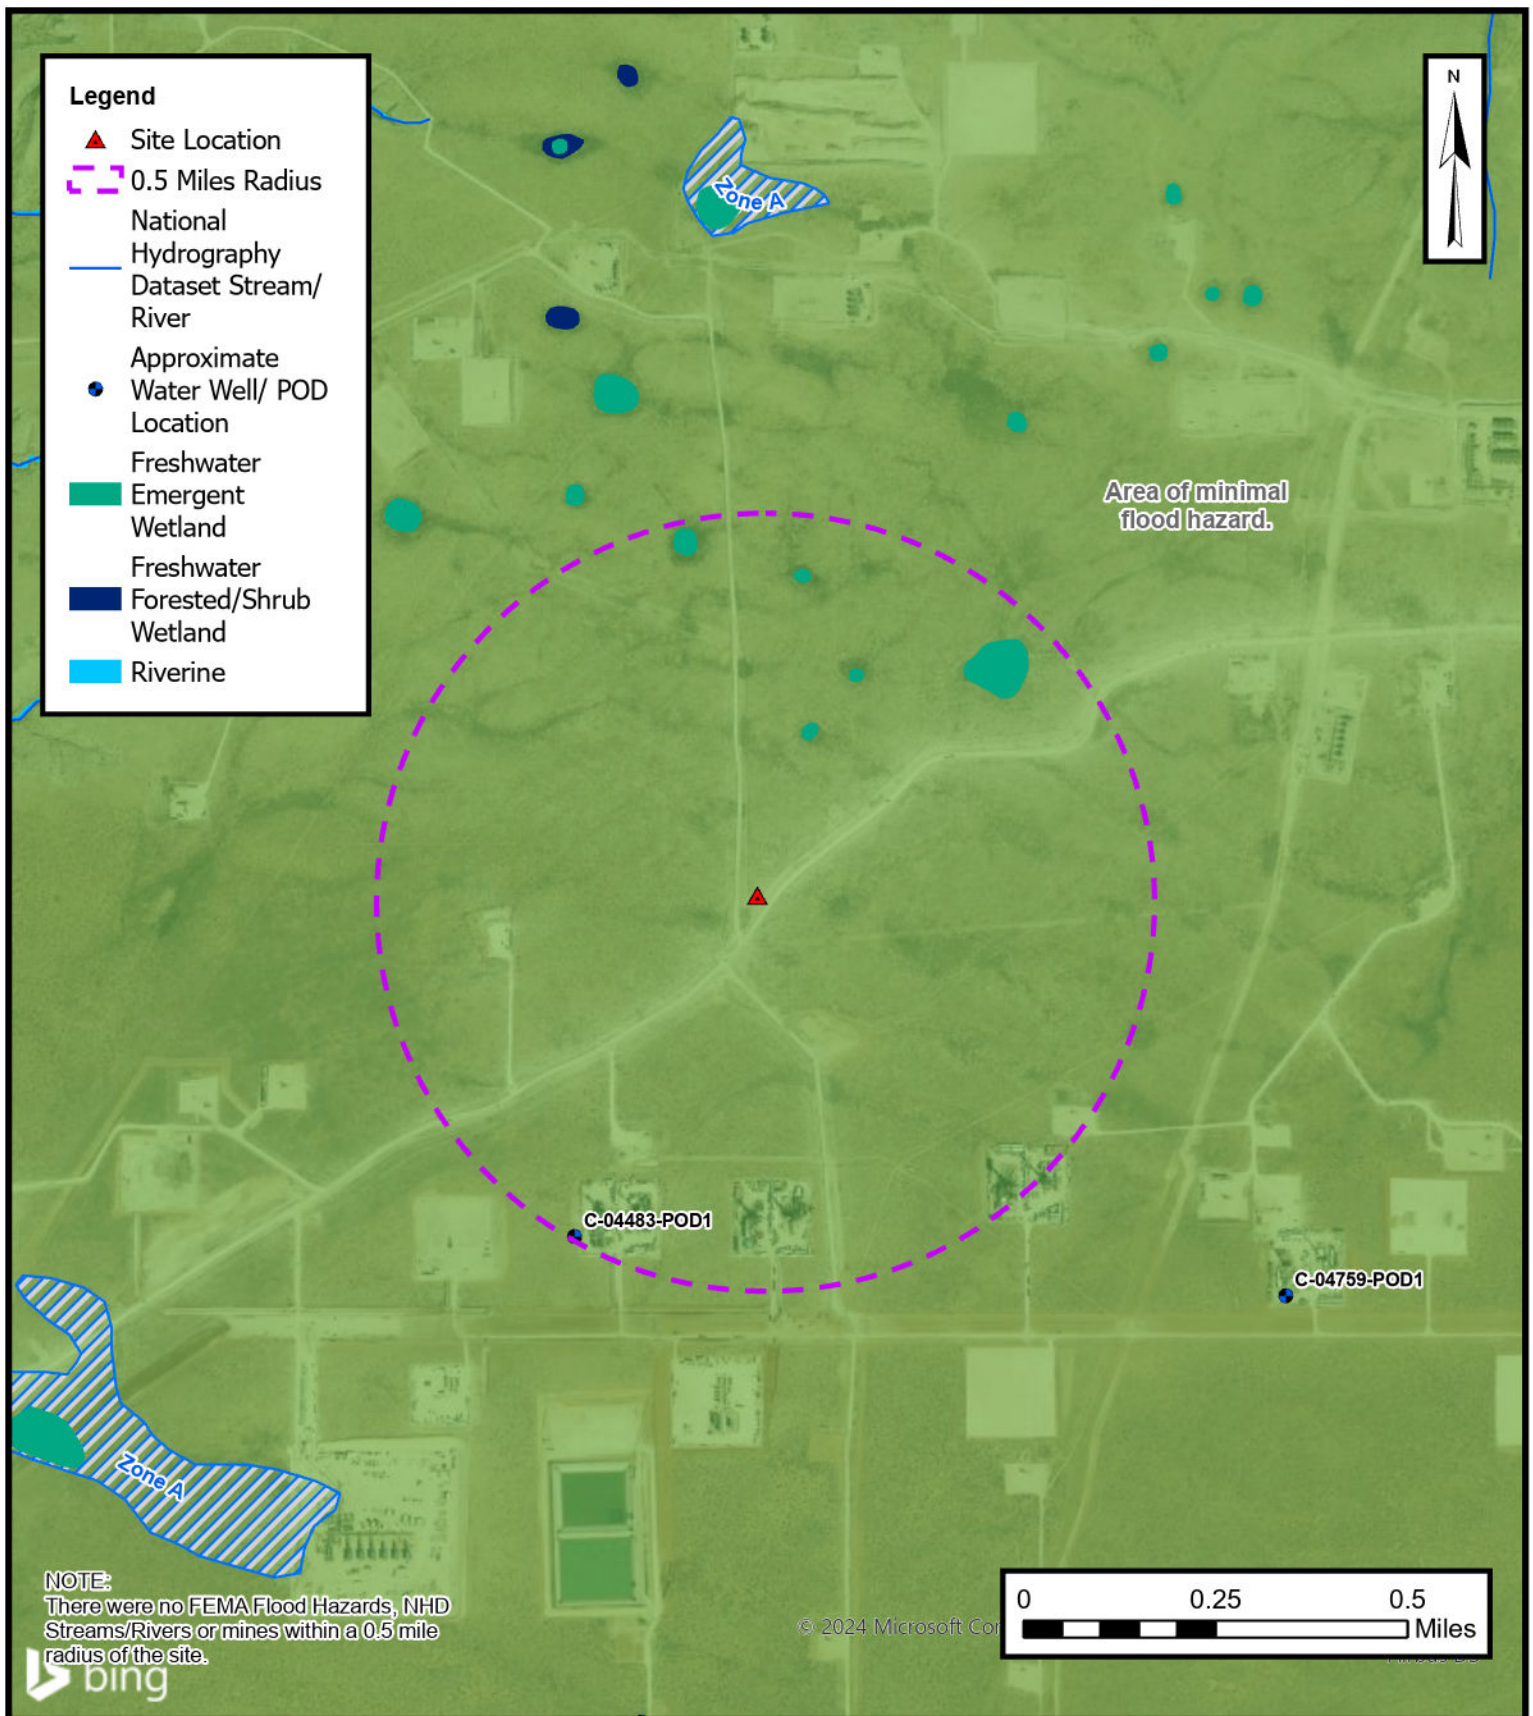 Legend
Site Location
0.5 Miles Radius
National
Hydrography
Dataset Stream/
River
Approximate
Water Well/ POD
Location
Freshwater
Emergent
Wetland
Freshwater
Forested/Shrub
Wetland
Riverine
N
Zone A
Area of minimal
flood hazard.
C-04483-POD1
C-04759-POD1
Zone A
NOTE:
There were no FEMA Flood Hazards, NHD
Streams/Rivers or mines within a 0.5 mile
radius of the site.
bing
© 2024 Microsoft
0 0.25 0.5
Miles